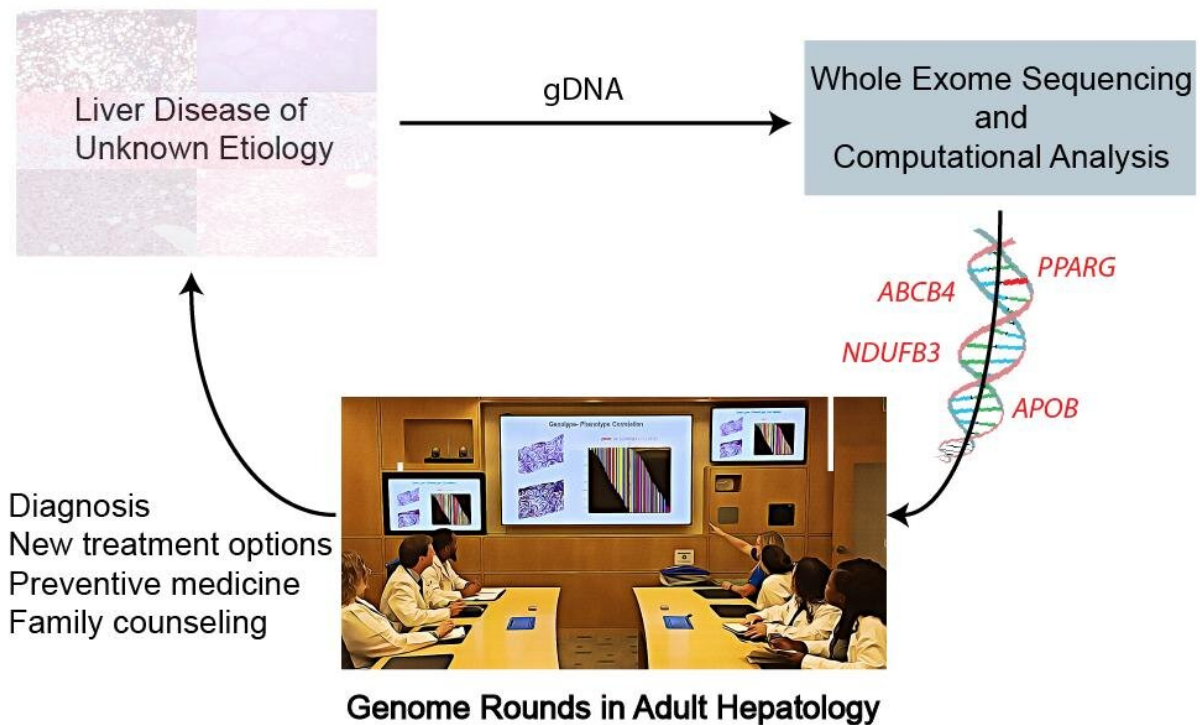 Liver Disease of
Unknown Etiology
gDNA
Whole Exome Sequencing
and
Computational Analysis
PPARG
ABCB4
NDUFB3
APOB
Genotype- Phenotype Correlation
Diagnosis
New treatment options
Preventive medicine
Family counseling
Genome Rounds in Adult Hepatology